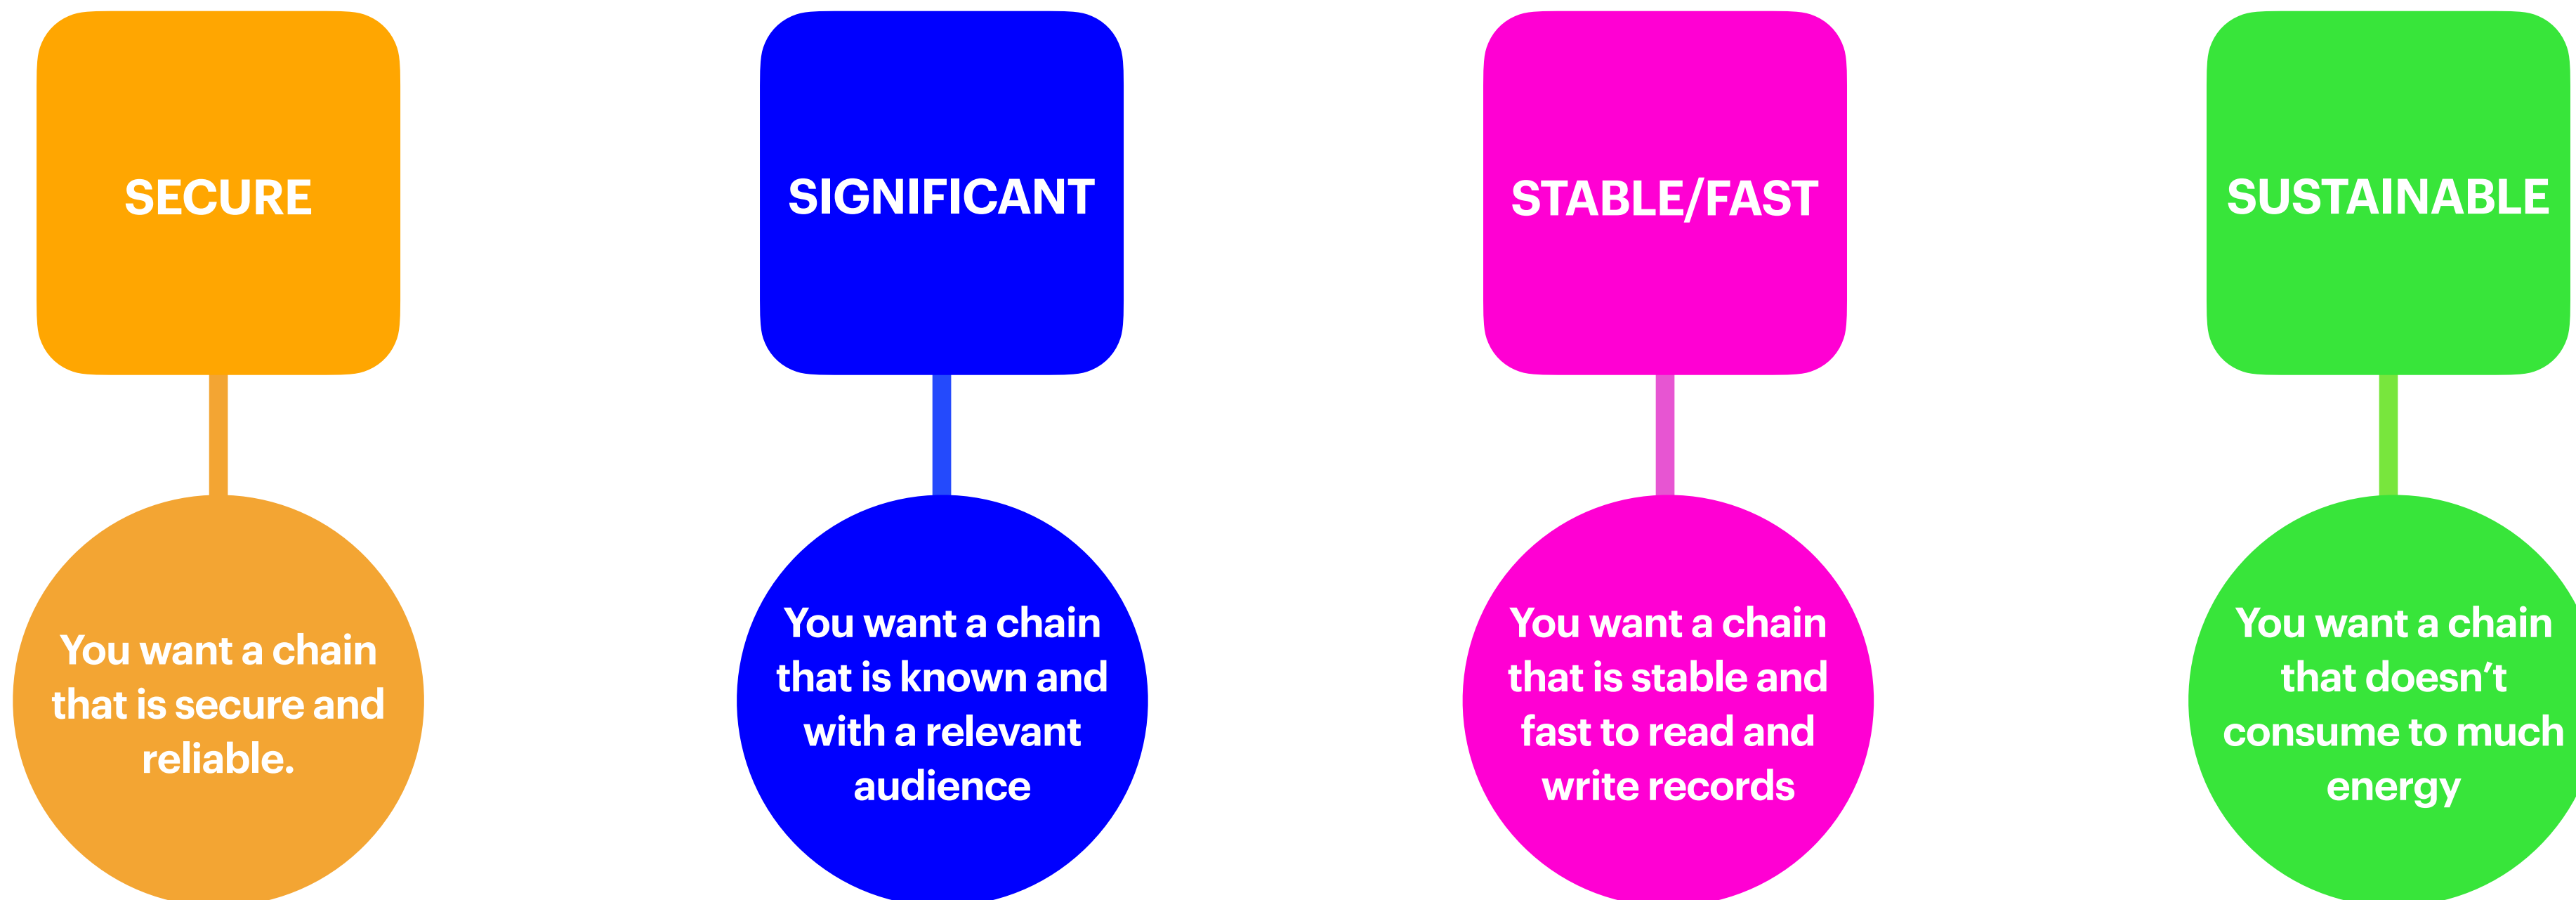 SECURE
SIGNIFICANT
STABLE/FAST
SUSTAINABLE
You want a chain
that is secure and
reliable.
You want a chain
that is known and
with a relevant
audience
You want a chain
that is stable and
fast to read and
write records
You want a chain
that doesn’t
consume to much
energy